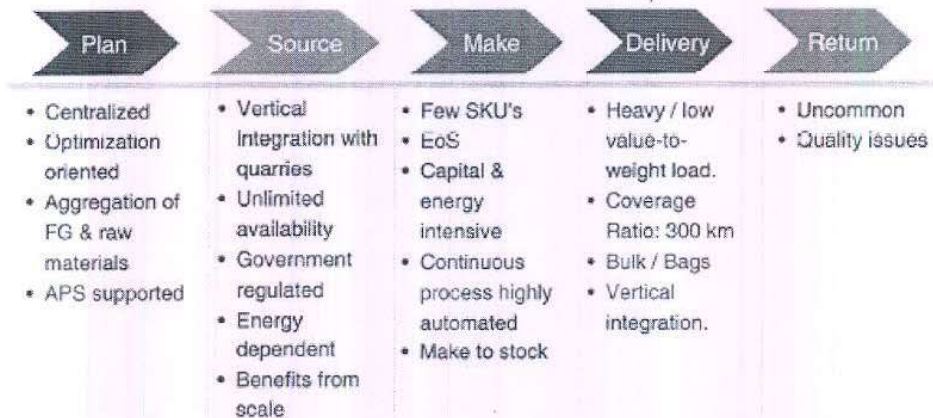 Plan
Source
Make
Delivery
Return
• Centralized
• Optimization
oriented
• Aggregation of
FG & raw
materials
• APS supported
• Vertical
Integration with
quarries
• Unlimited
availability
• Government
regulated
• Energy
dependent
• Benefits from
scale
• Few SKU's
• EoS
• Capital &
energy
intensive
• Continuous
process highly
automated
• Make to stock
• Heavy / low
value-to-
weight load.
• Coverage
Ratio: 300 km
• Bulk / Bags
• Vertical
integration.
• Uncommon
• Quality issues